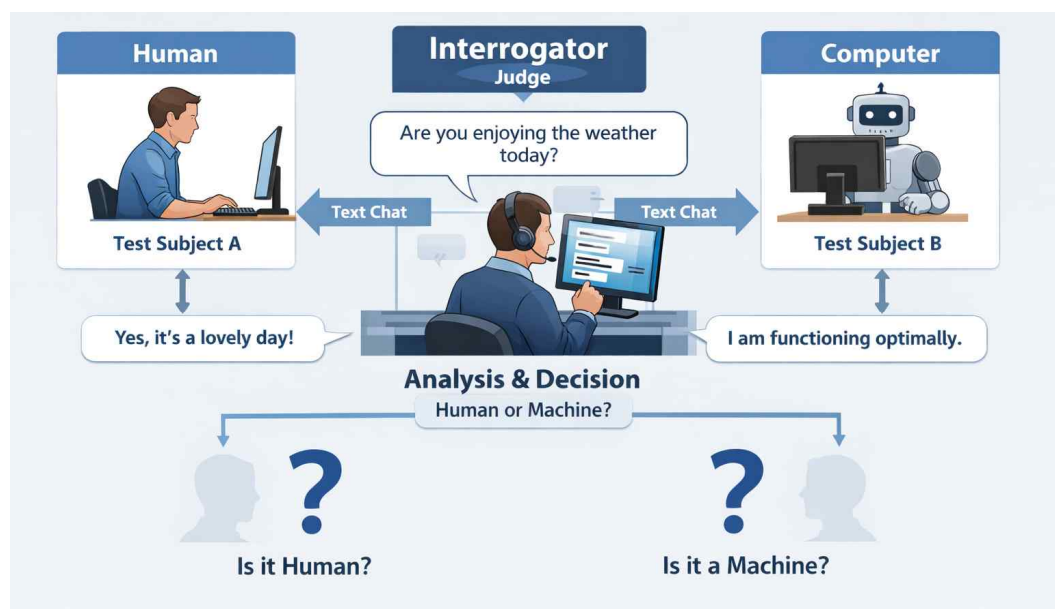 Human
Interrogator
Judge
Computer
Are you enjoying the weather
today?
Text Chat
Text Chat
Test Subject A
Test Subject B
Yes, it's a lovely day!
I am functioning optimally.
Analysis & Decision
Human or Machine?
?
?
Is it Human?
Is it a Machine?